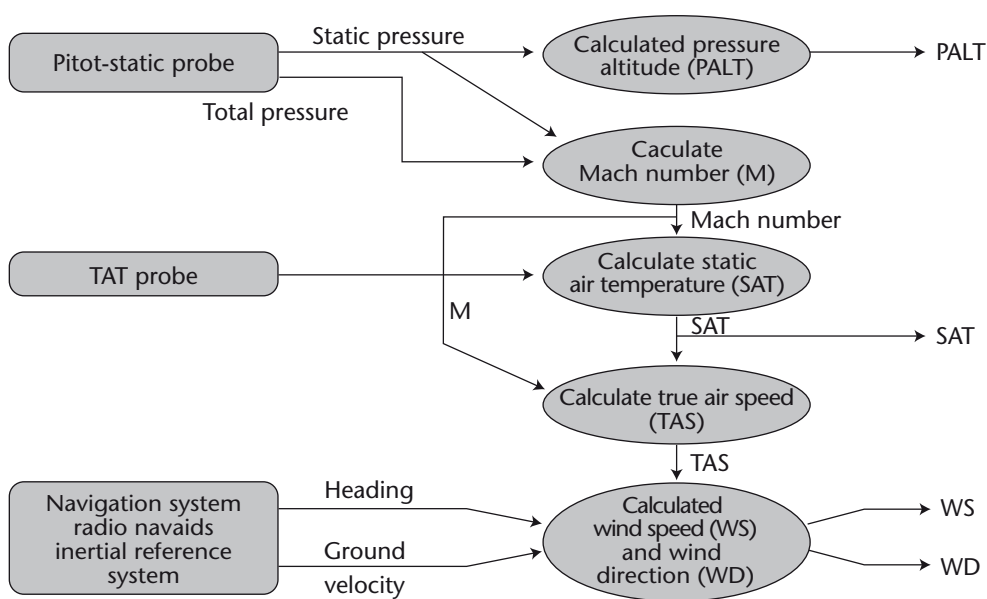 Static pressure
Pitot-static probe
Total pressure
Calculated pressure
altitude (PALT)
PALT
Caculate
Mach number (M)
Mach number
TAT probe
Calculate static
air temperature (SAT)
M
SAT
SAT
Calculate true air speed
(TAS)
TAS
Navigation system
radio navaids
inertial reference
system
Heading
Ground
velocity
Calculated
wind speed (WS)
and wind
direction (WD)
WS
WD